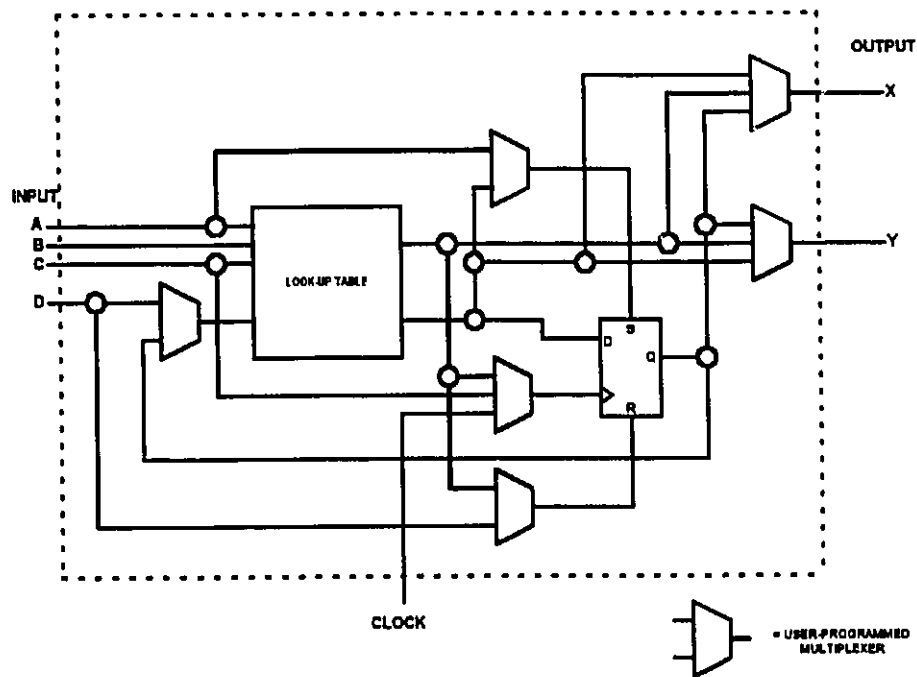 OUTPUT
X
INPUT
A
B
C
D
LOOK-UP TABLE
Y
S
D
Q
R
CLOCK
= USER-PROGRAMMED
MULTIPLEXER